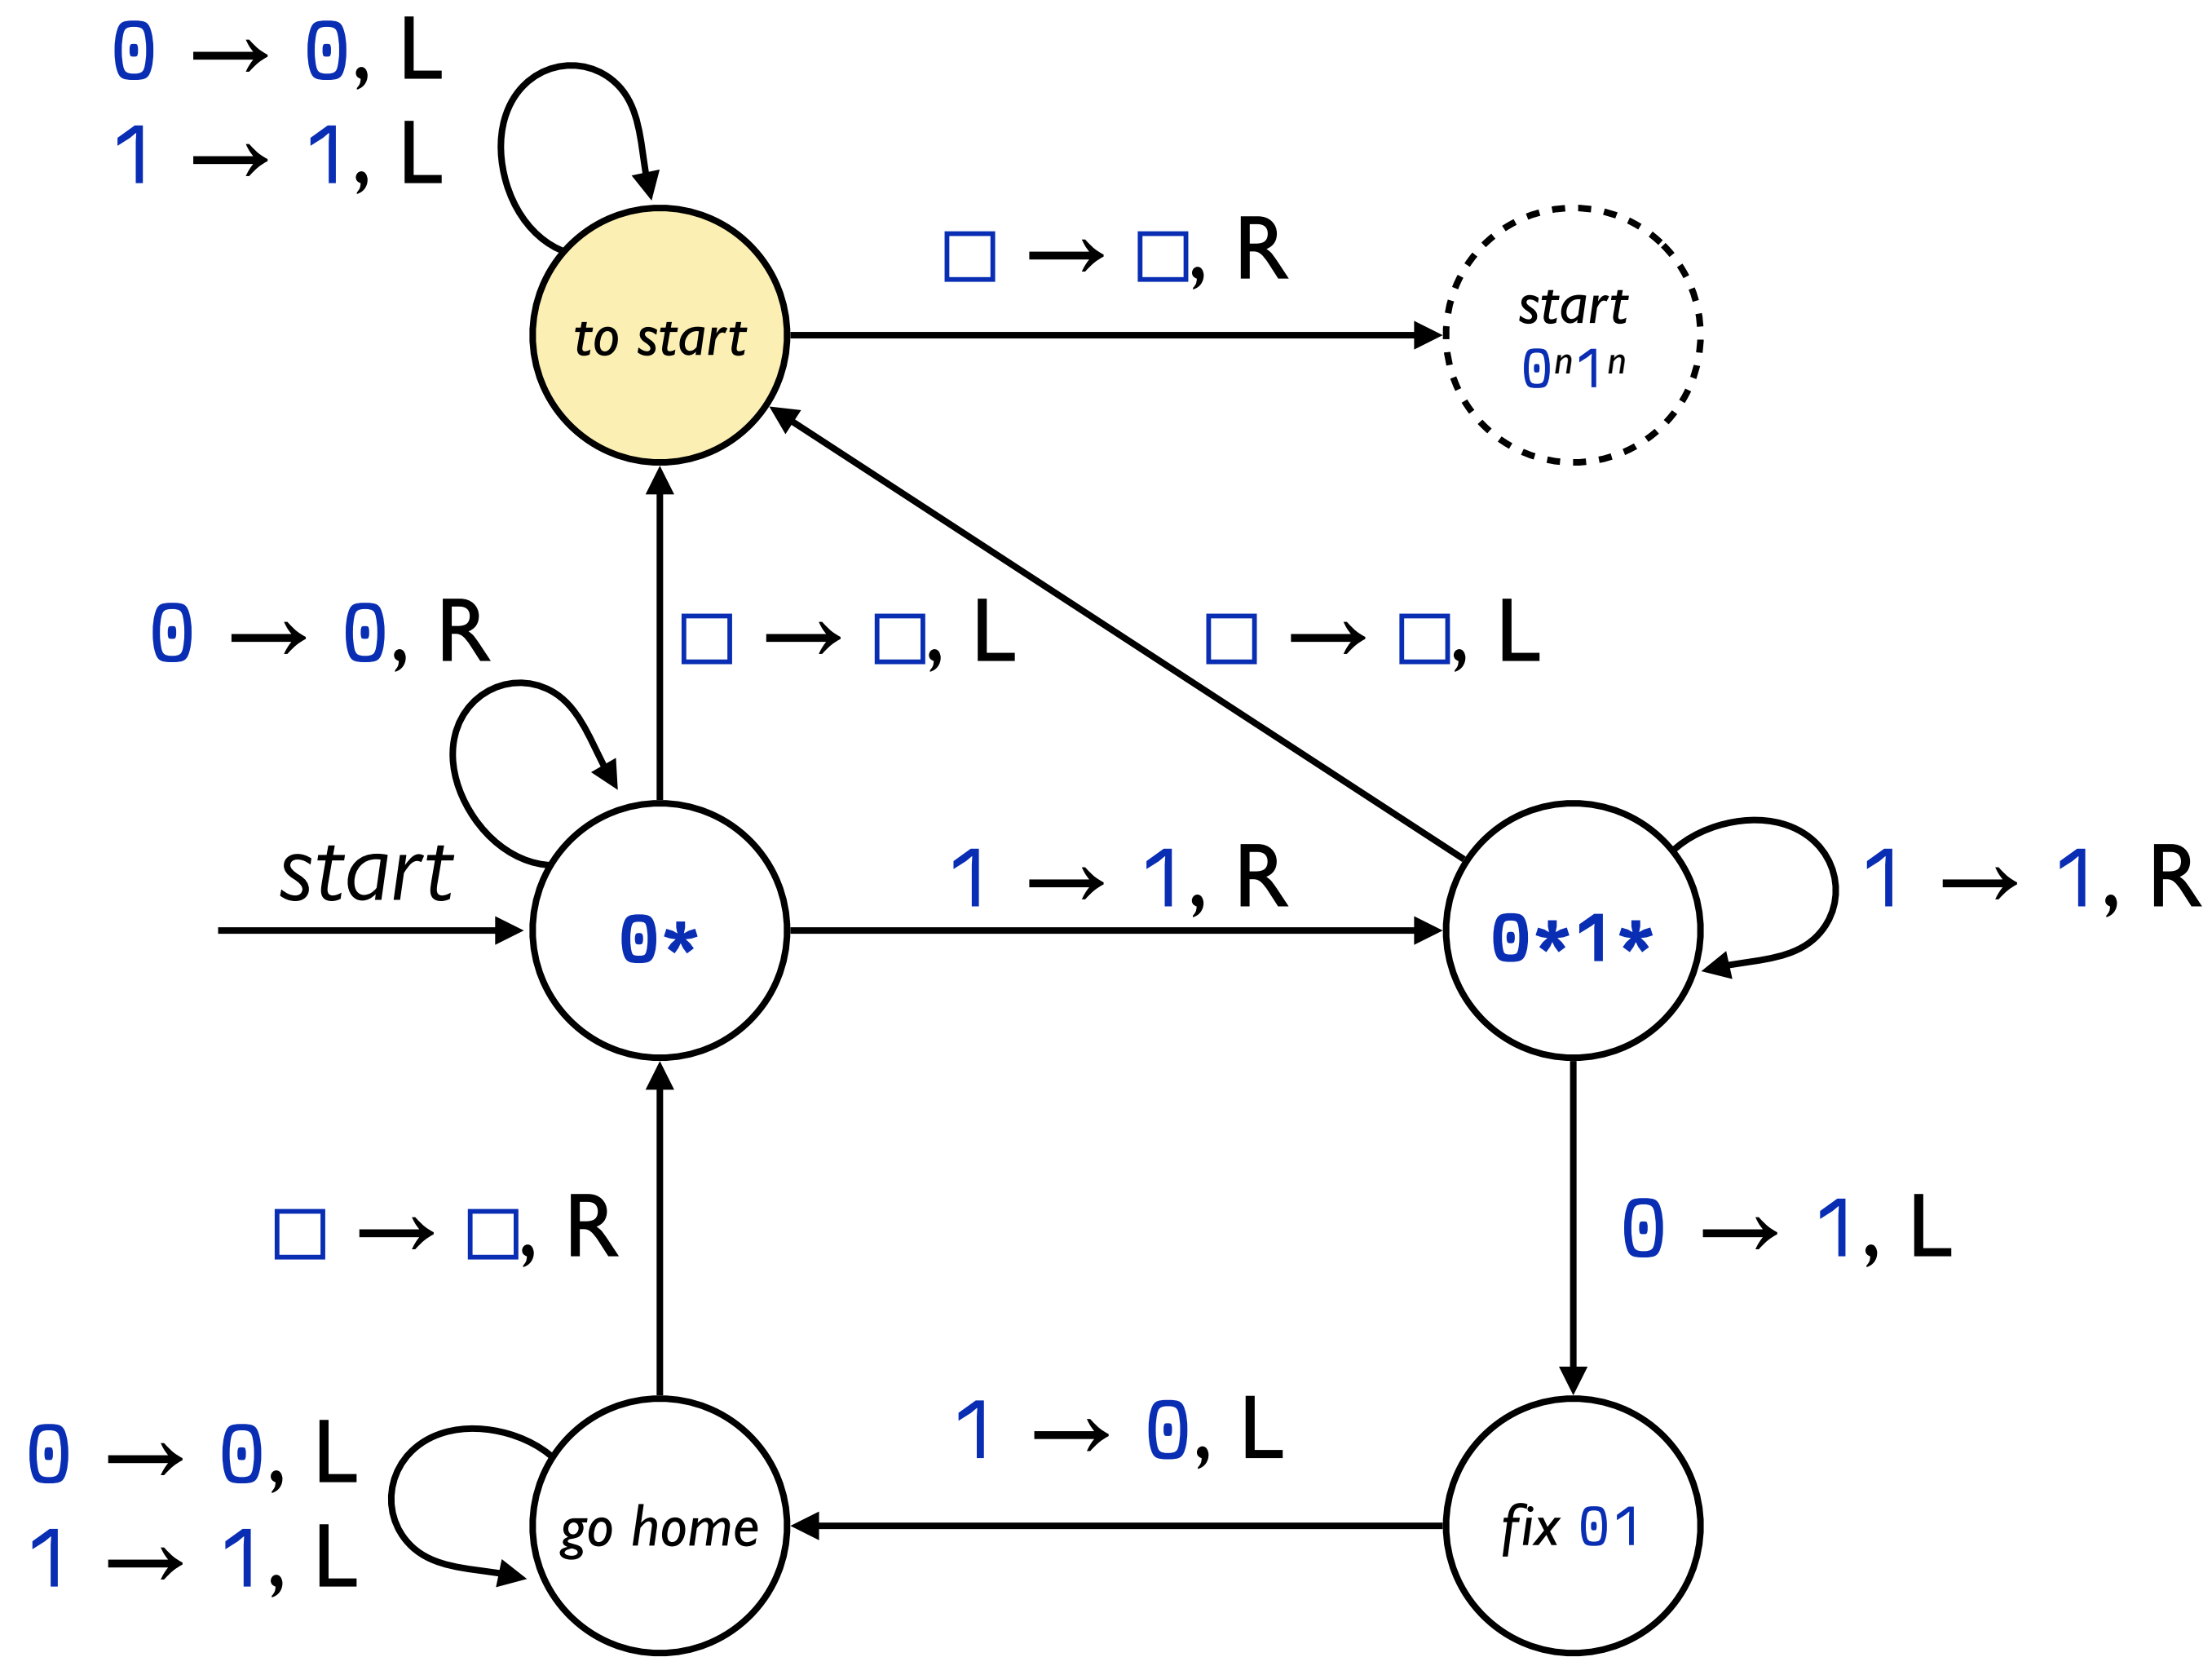 0 → 0, L
1 → 1, L
□ → □, R
to start
start
0ⁿ1ⁿ
0 → 0, R
□ → □, L
□ → □, L
start
1 → 1, R
1 → 1, R
0*
0*1*
□ → □, R
0 → 1, L
0 → 0, L
1 → 1, L
1 → 0, L
go home
fix 01